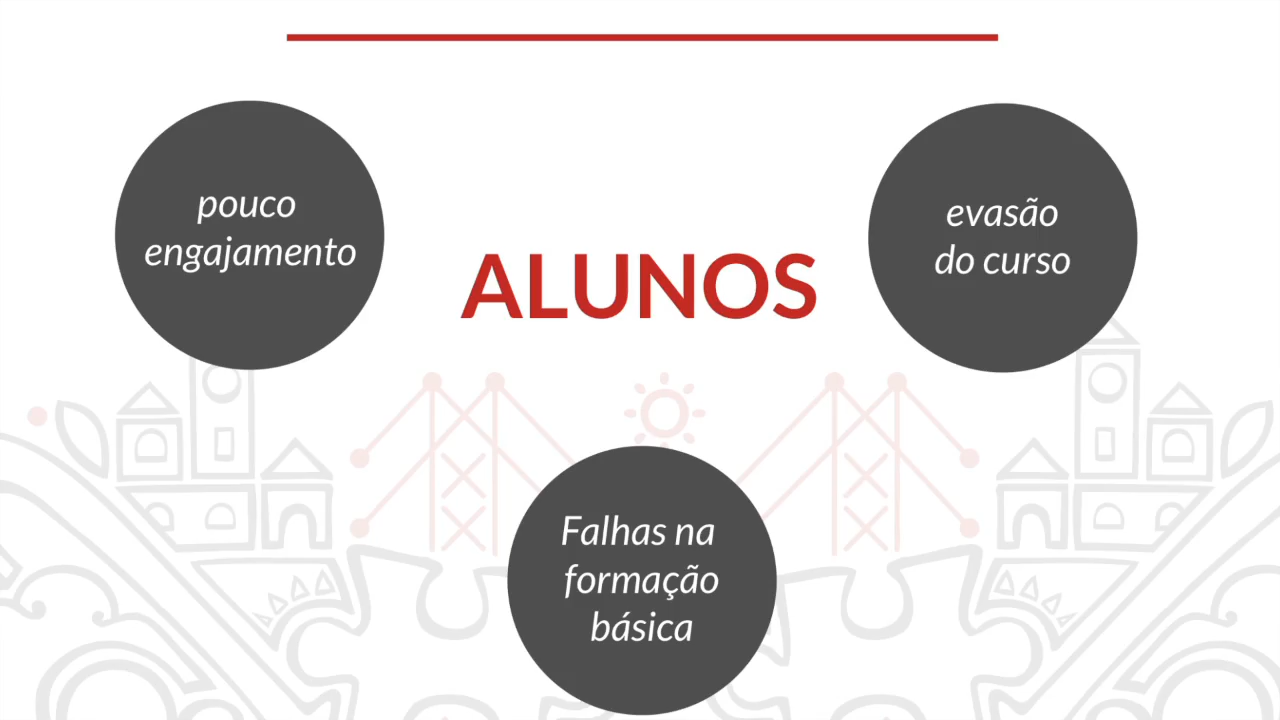 pouco
engajamento
ALUNOS
evasão
do curso
Falhas na
formação
básica